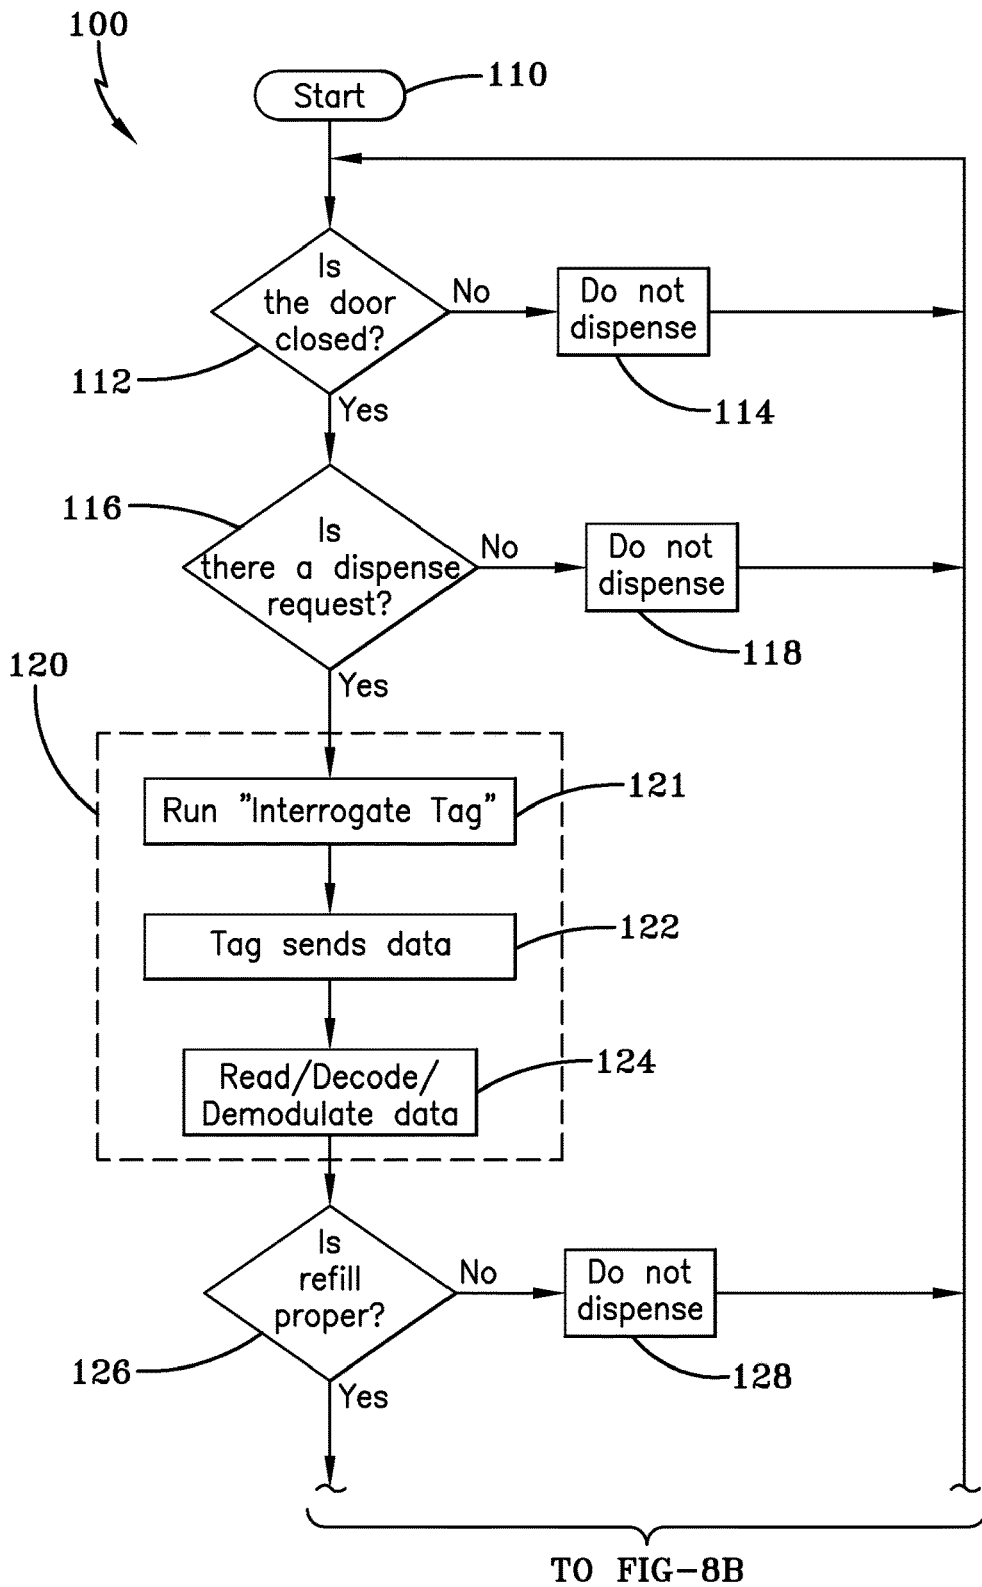 100
Start
110
Is
the door
closed?
No
Do not
dispense
112
Yes
114
116
Is
there a dispense
request?
No
Do not
dispense
118
Yes
120
Run "Interrogate Tag"
121
Tag sends data
122
Read/Decode/
Demodulate data
124
Is
refill
proper?
No
Do not
dispense
126
Yes
128
TO FIG-8B